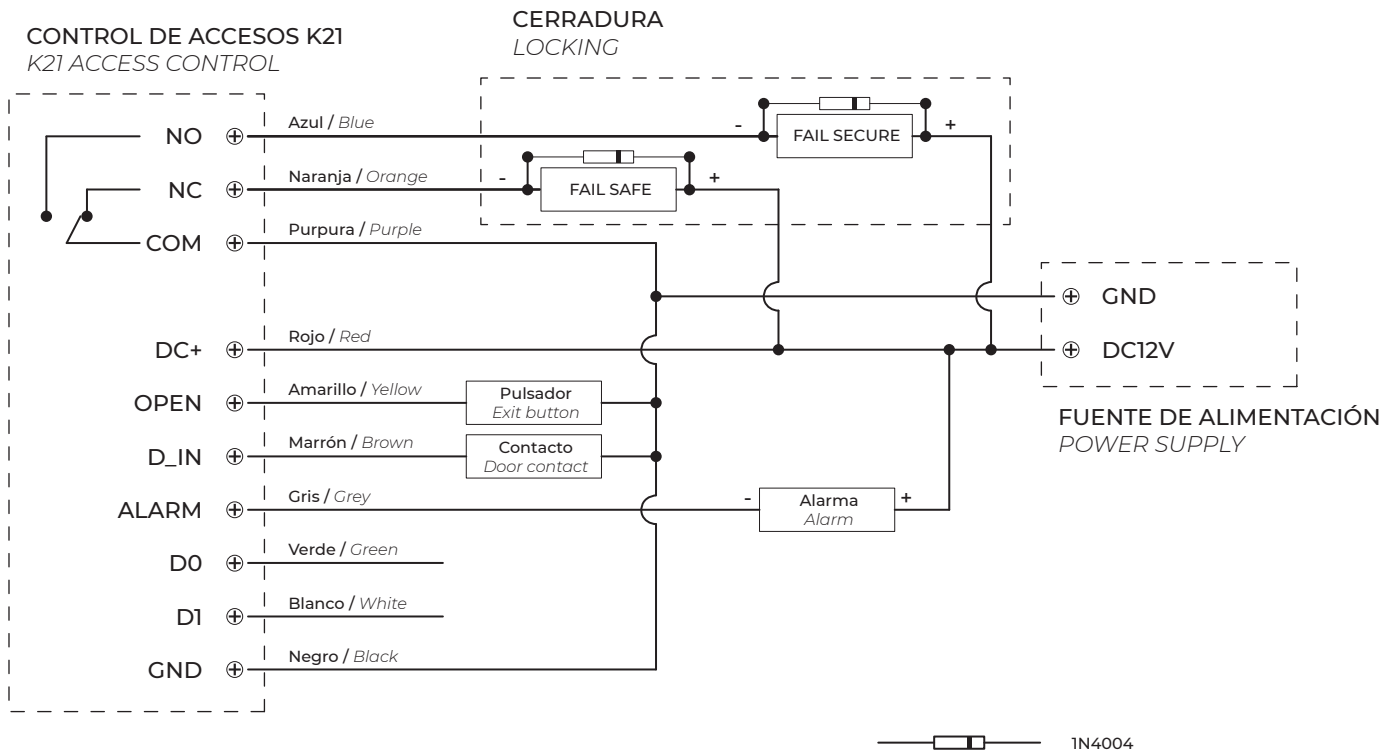 CONTROL DE ACCESOS K21
K21 ACCESS CONTROL
CERRADURA
LOCKING
NO
Azul / Blue
-
FAIL SECURE
+
NC
Naranja / Orange
-
FAIL SAFE
+
COM
Purpura / Purple
GND
DC+
Rojo / Red
DC12V
OPEN
Amarillo / Yellow
Pulsador
Exit button
FUENTE DE ALIMENTACIÓN
POWER SUPPLY
D_IN
Marrón / Brown
Contacto
Door contact
ALARM
Gris / Grey
-
Alarma
Alarm
+
D0
Verde / Green
D1
Blanco / White
GND
Negro / Black
1N4004